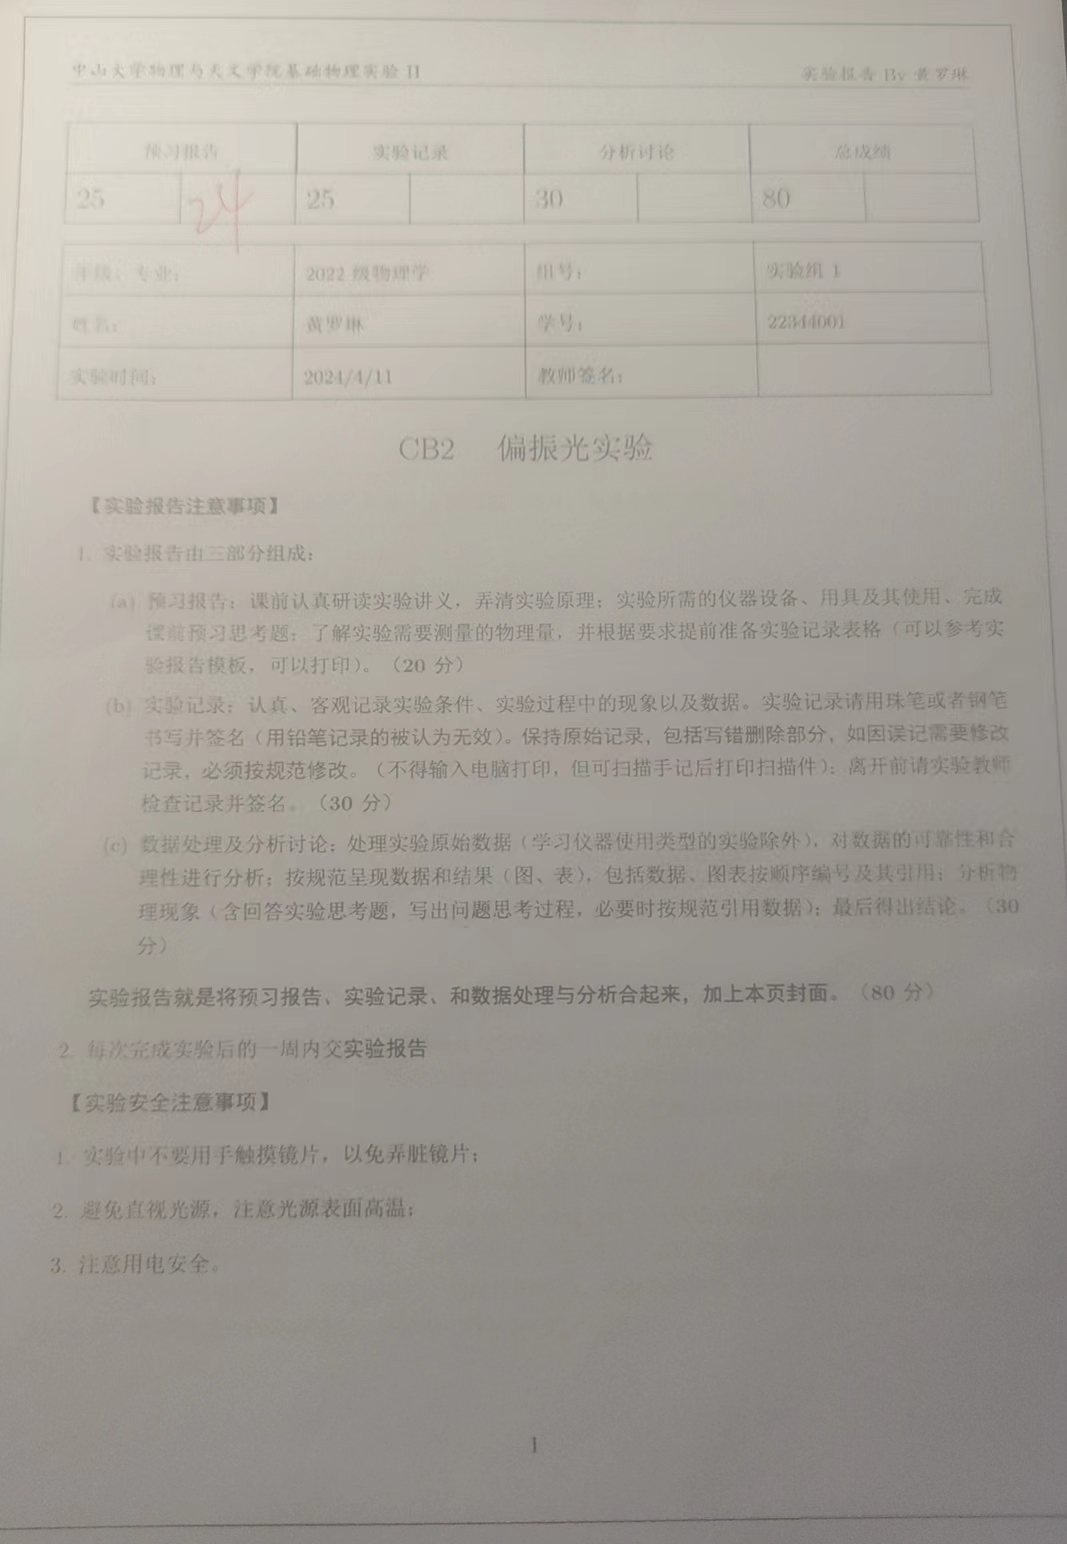 中山大学物理与天文学院基础物理实验 II 实验报告 By 黄罗琳
预习报告 实验记录 分析讨论 总成绩
25 24 25 30 80
年级、专业： 2022 级物理学 组号： 实验组 1
姓名： 黄罗琳 学号： 22344001
实验时间： 2024/4/11 教师签名：
CB2 偏振光实验
【实验报告注意事项】
1. 实验报告由三部分组成：
(a) 预习报告：课前认真研读实验讲义，弄清实验原理；实验所需的仪器设备、用具及其使用、完成
课前预习思考题；了解实验需要测量的物理量，并根据要求提前准备实验记录表格（可以参考实
验报告模板，可以打印）。（20 分）
(b) 实验记录：认真、客观记录实验条件、实验过程中的现象以及数据。实验记录请用珠笔或者钢笔
书写并签名（用铅笔记录的被认为无效）。保持原始记录，包括写错删除部分，如因误记需要修改
记录，必须按规范修改。（不得输入电脑打印，但可扫描手记后打印扫描件）；离开前请实验教师
检查记录并签名。（30 分）
(c) 数据处理及分析讨论：处理实验原始数据（学习仪器使用类型的实验除外），对数据的可靠性和合
理性进行分析；按规范呈现数据和结果（图、表），包括数据、图表按顺序编号及其引用；分析物
理现象（含回答实验思考题，写出问题思考过程，必要时按规范引用数据）；最后得出结论。（30
分）
实验报告就是将预习报告、实验记录、和数据处理与分析合起来，加上本页封面。（80 分）
2. 每次完成实验后的一周内交实验报告
【实验安全注意事项】
1. 实验中不要用手触摸镜片，以免弄脏镜片；
2. 避免直视光源，注意光源表面高温；
3. 注意用电安全。
1